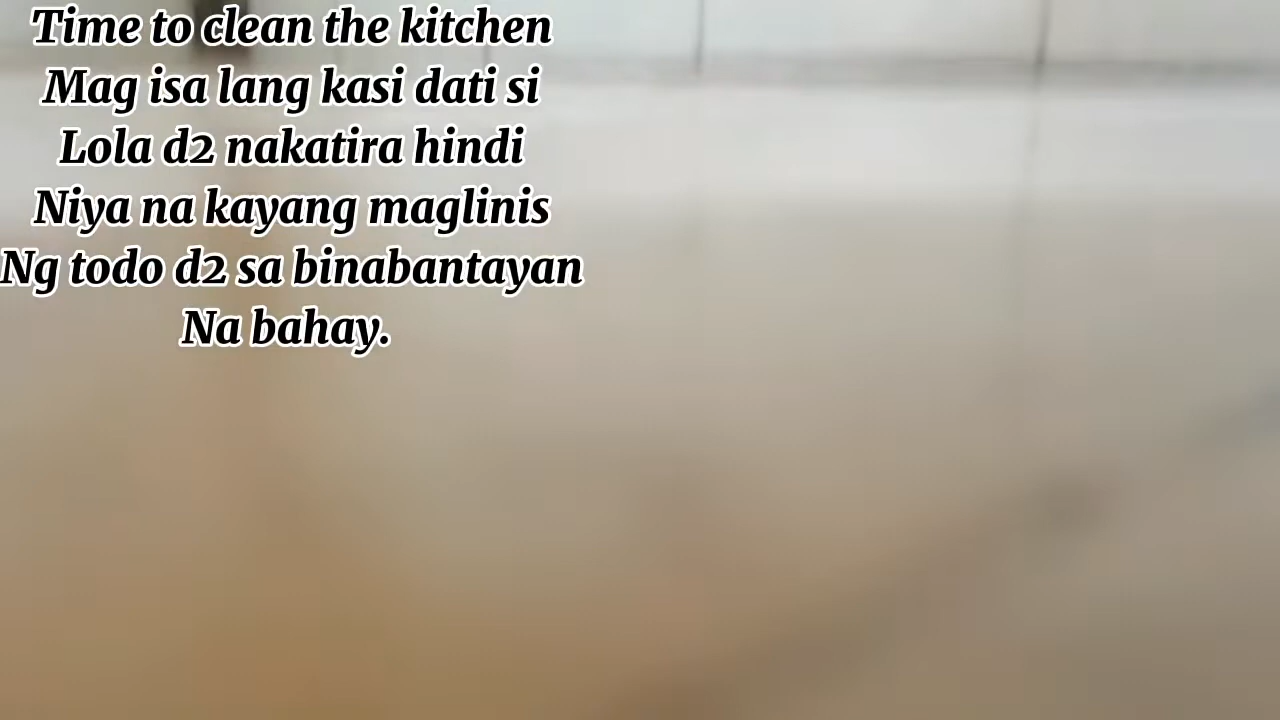 Time to clean the kitchen
Mag isa lang kasi dati si
Lola d2 nakatira hindi
Niya na kayang maglinis
Ng todo d2 sa binabantayan
Na bahay.